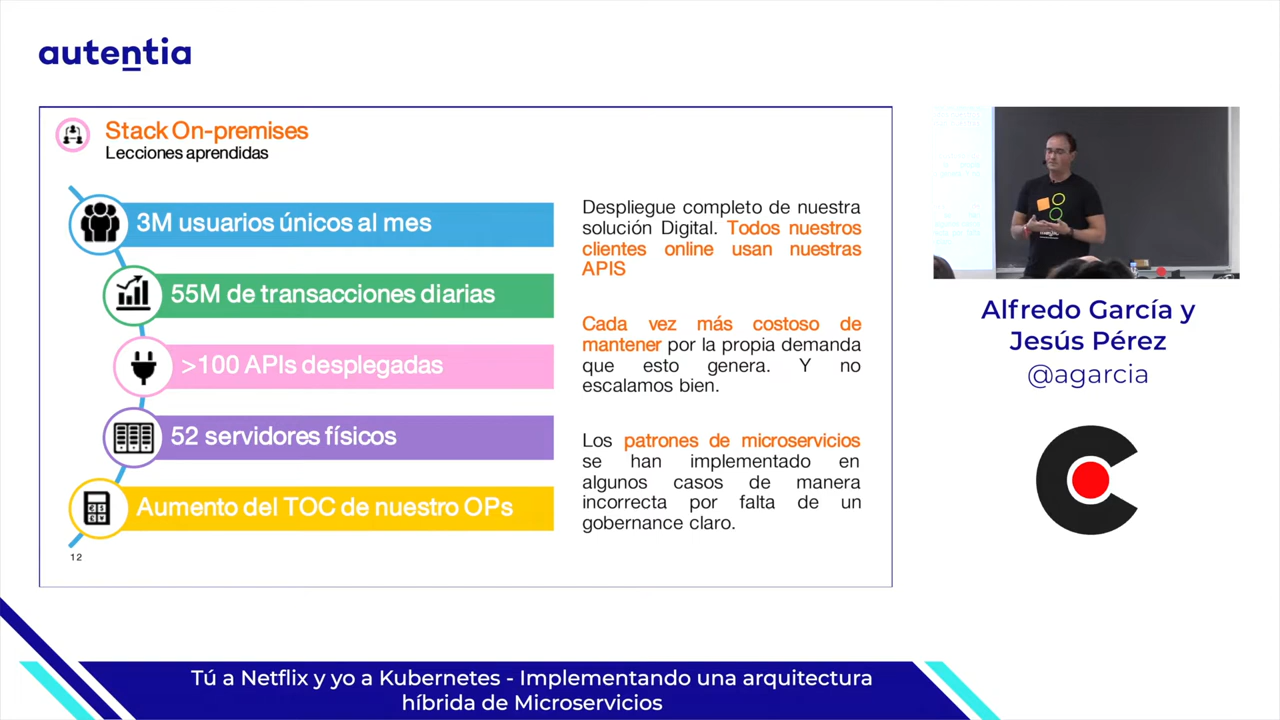 autentia
Stack On-premises
Lecciones aprendidas
3M usuarios únicos al mes
55M de transacciones diarias
>100 APIs desplegadas
52 servidores físicos
Aumento del TOC de nuestro OPs
12
Despliegue completo de nuestra
solución Digital. Todos nuestros
clientes online usan nuestras
APIS
Cada vez más costoso de
mantener por la propia demanda
que esto genera. Y no
escalamos bien.
Los patrones de microservicios
se han implementado en
algunos casos de manera
incorrecta por falta de un
gobernance claro.
Alfredo García y
Jesús Pérez
@agarcia
Tú a Netflix y yo a Kubernetes - Implementando una arquitectura
híbrida de Microservicios